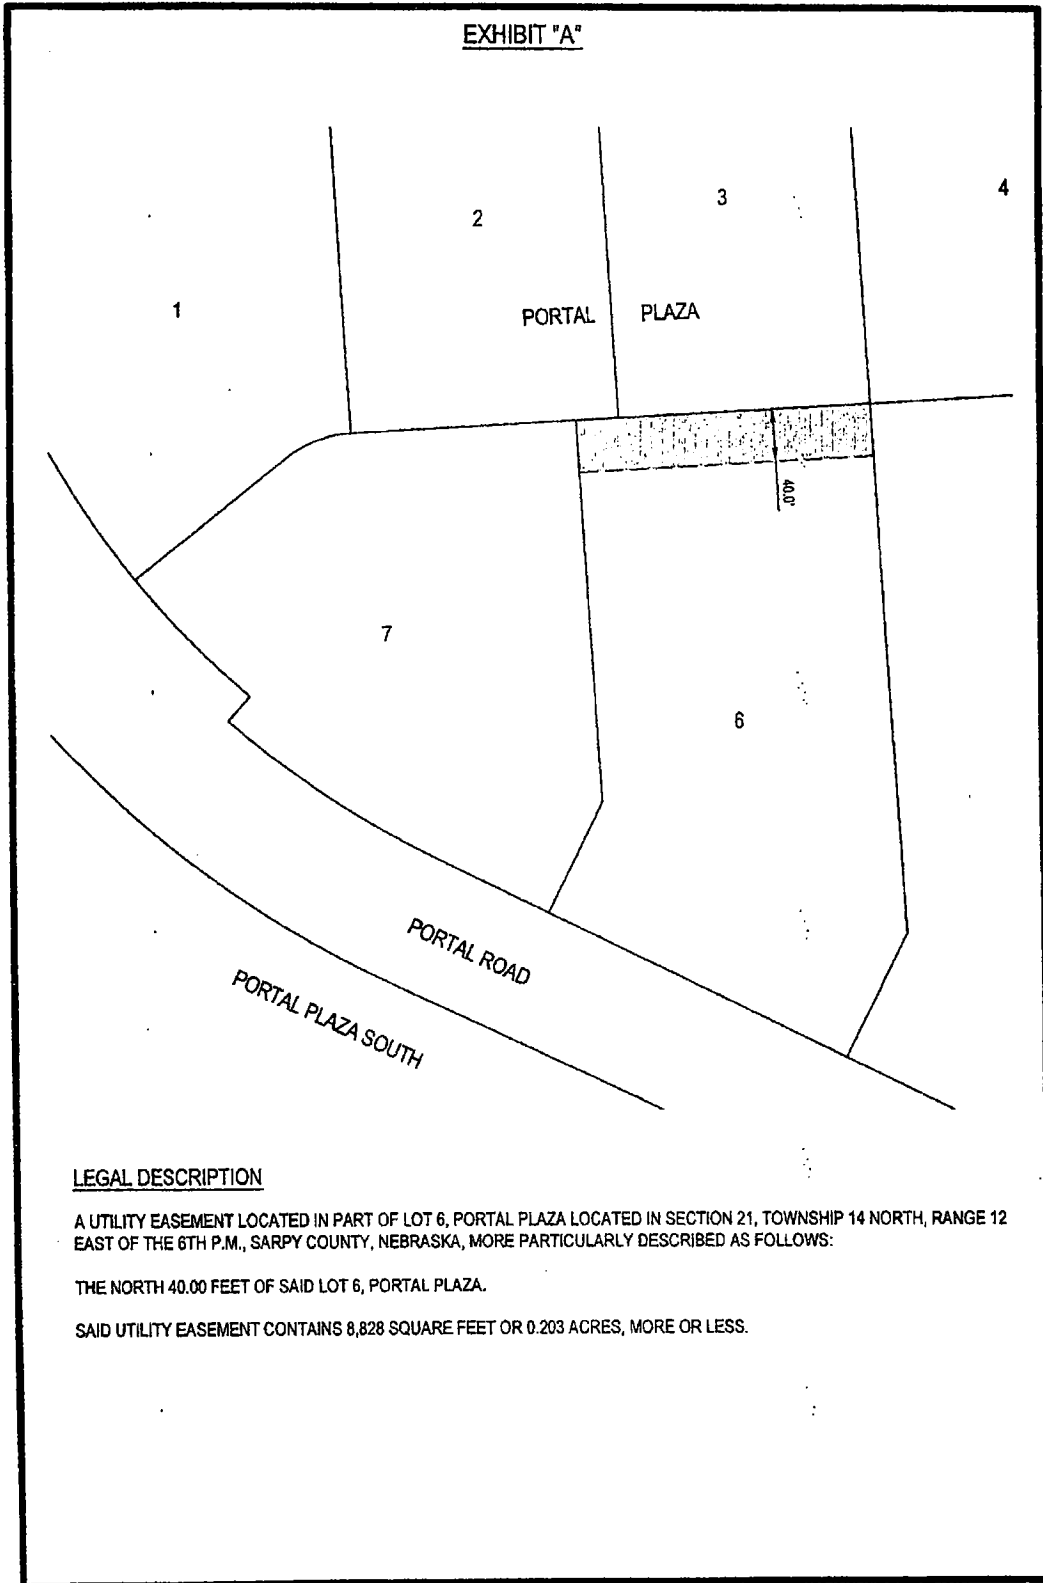 EXHIBIT "A"
4
3
2
1
PORTAL PLAZA
40.0'
7
6
PORTAL ROAD
PORTAL PLAZA SOUTH
LEGAL DESCRIPTION
A UTILITY EASEMENT LOCATED IN PART OF LOT 6, PORTAL PLAZA LOCATED IN SECTION 21, TOWNSHIP 14 NORTH, RANGE 12
EAST OF THE 6TH P.M., SARPY COUNTY, NEBRASKA, MORE PARTICULARLY DESCRIBED AS FOLLOWS:
THE NORTH 40.00 FEET OF SAID LOT 6, PORTAL PLAZA.
SAID UTILITY EASEMENT CONTAINS 8,828 SQUARE FEET OR 0.203 ACRES, MORE OR LESS.